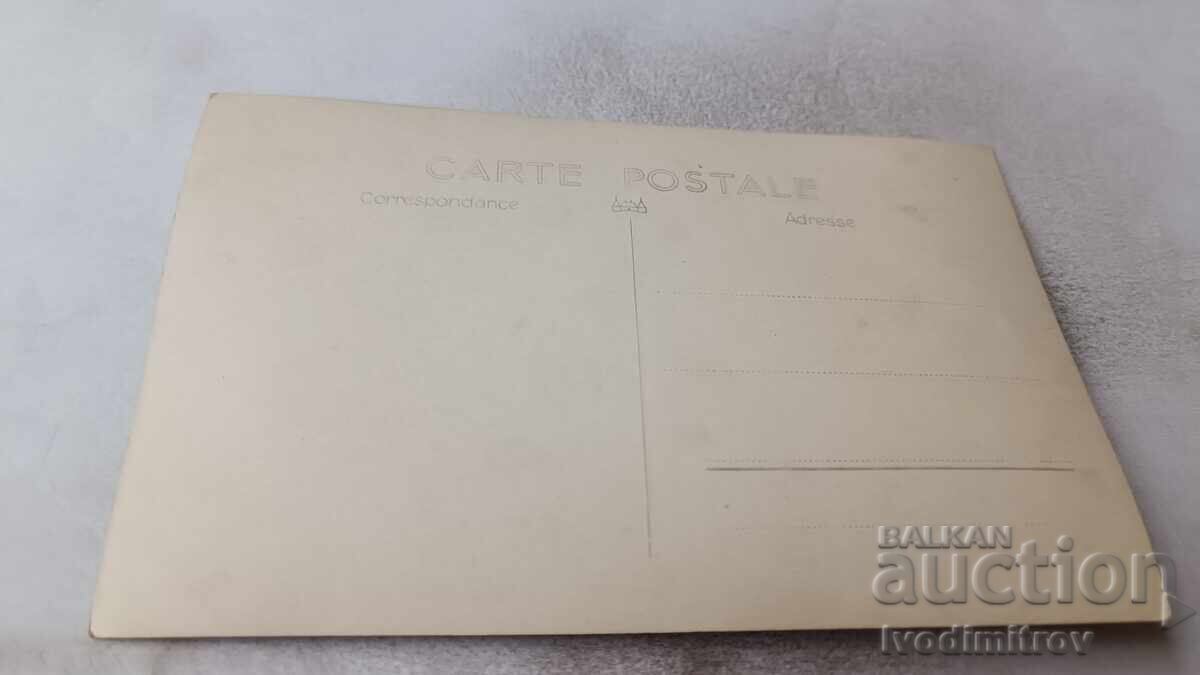 CARTE POSTALE
Correspondance
Adresse
BALKAN
auction
Ivodimitrov